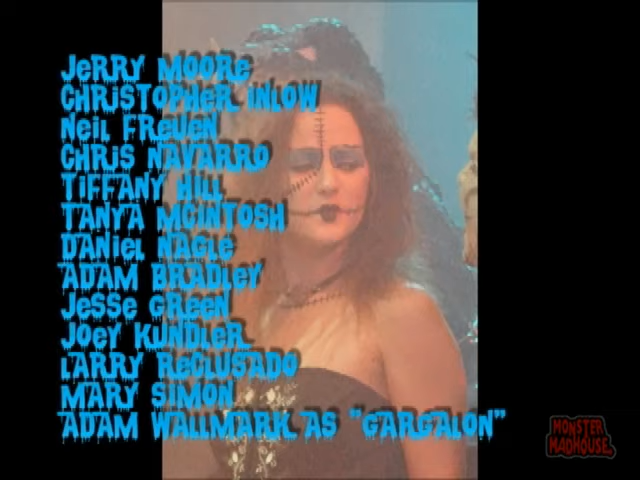 JERRY MOORE
CHRISTOPHER INLOW
NEIL FREUEN
CHRIS NAVARRO
TIFFANY HILL
TANYA MCINTOSH
DANIEL NAGLE
ADAM BRADLEY
JESSE GREEN
JOEY KUNDLER
LARRY RECLUSADO
MARY SIMON
ADAM WALLMARK AS "GARGALON"
MONSTER
MADHOUSE